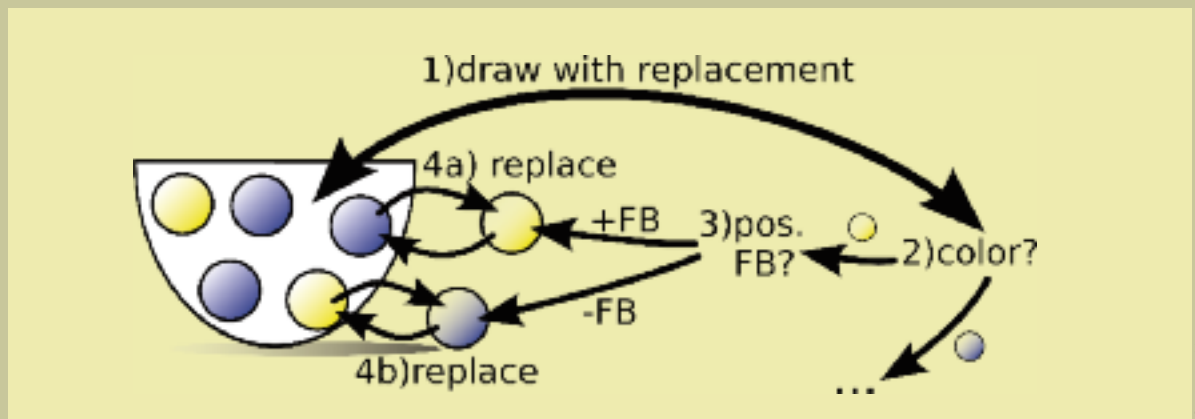 1)draw with replacement
4a) replace
+FB
3)pos.
FB?
2)color?
-FB
4b)replace
...